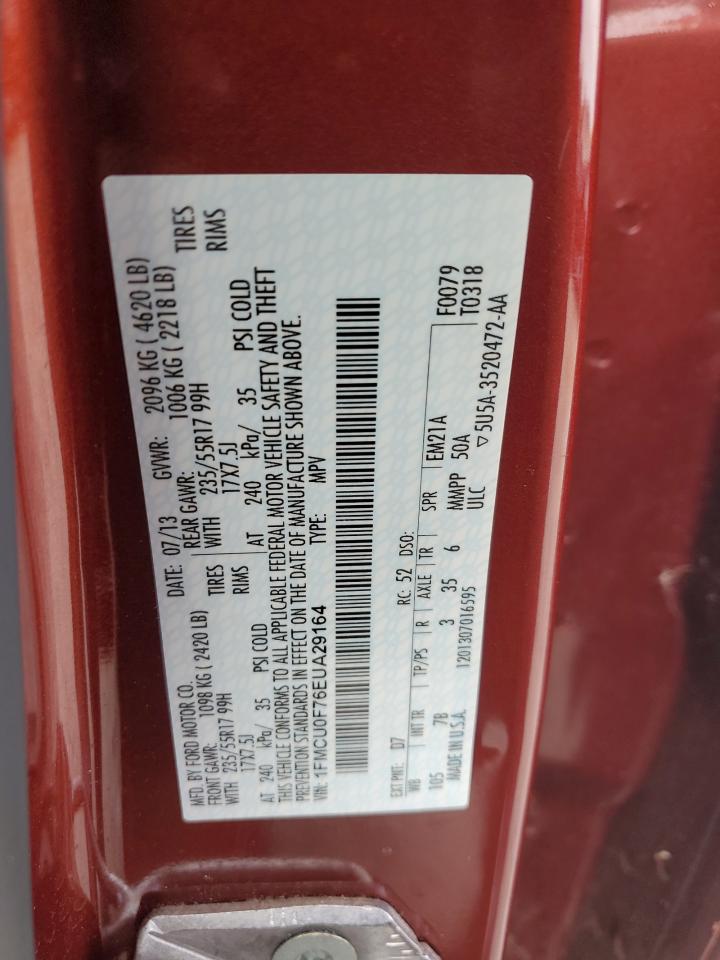 MFD. BY FORD MOTOR CO. DATE: 07/13 GVWR: 2096 KG ( 4620 LB)
FRONT GAWR: 1098 KG ( 2420 LB) REAR GAWR: 1006 KG ( 2218 LB)
WITH 235/55R17 99H TIRES WITH 235/55R17 99H TIRES
17X7.5J RIMS 17X7.5J RIMS
AT 240 kPa/ 35 PSI COLD AT 240 kPa/ 35 PSI COLD
THIS VEHICLE CONFORMS TO ALL APPLICABLE FEDERAL MOTOR VEHICLE SAFETY AND THEFT
PREVENTION STANDARDS IN EFFECT ON THE DATE OF MANUFACTURE SHOWN ABOVE.
VIN: 1FMCU0F76EUA29164 TYPE: MPV
EXT PNT: D7 RC: 52 DSO: F0079
WB INT TR TP/PS R AXLE TR SPR EM21A T0318
105 7B 3 35 6 MMPP 50A
MADE IN U.S.A. 1201307016595 ULC ▽5U5A-3520472-AA